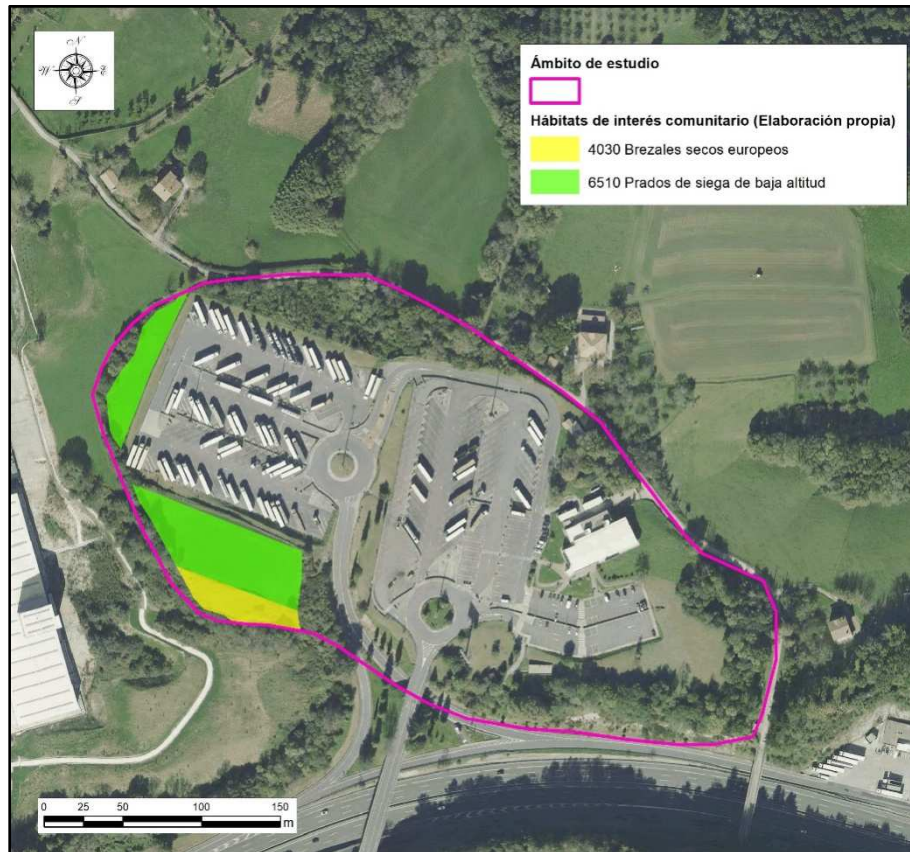 N
W E
S
Ámbito de estudio
Hábitats de interés comunitario (Elaboración propia)
4030 Brezales secos europeos
6510 Prados de siega de baja altitud
0 25 50 100 150
m